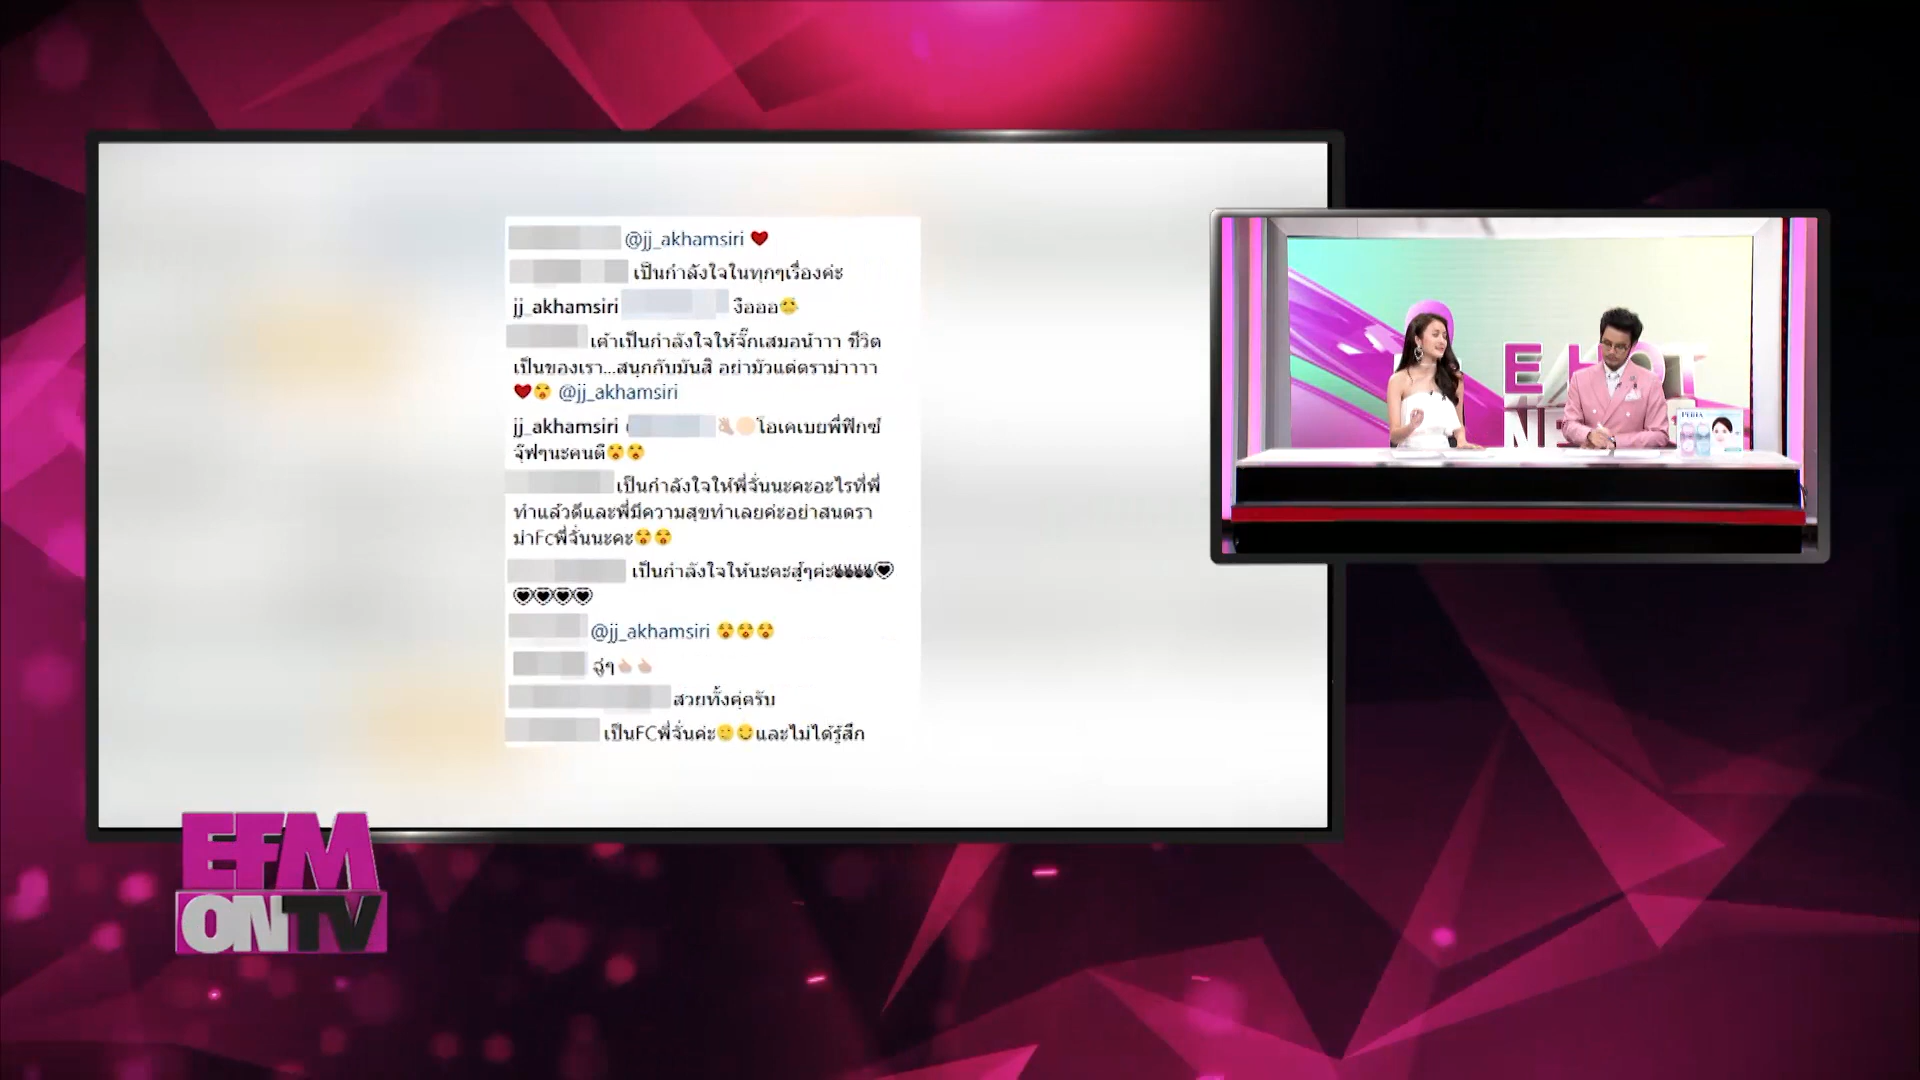 @jj_akhamsiri
เป็นกำลังใจในทุกๆเรื่องค่ะ
jj_akhamsiri งืออออ
เค้าเป็นกำลังใจให้จั๊กเสมอน้าาา ชีวิต
เป็นของเรา...สนุกกับมันสิ อย่ามัวแต่ดราม่าาาา
@jj_akhamsiri
jj_akhamsiri โอเคเบยพี่ฟิกซ์
จุ๊ฟๆนะคนดี
เป็นกำลังใจให้พี่จั่นนะคะอะไรที่พี่
ทำแล้วดีและพี่มีความสุขทำเลยค่ะอย่าสนดรา
ม่าFcพี่จั่นนะคะ
เป็นกำลังใจให้นะคะสู้ๆค่ะ
@jj_akhamsiri
จู่ๆ
สวยทั้งคู่ครับ
เป็นFCพี่จั่นค่ะและไม่ได้รู้สึก
E HOT
N
PERIA
EFM
ONTV